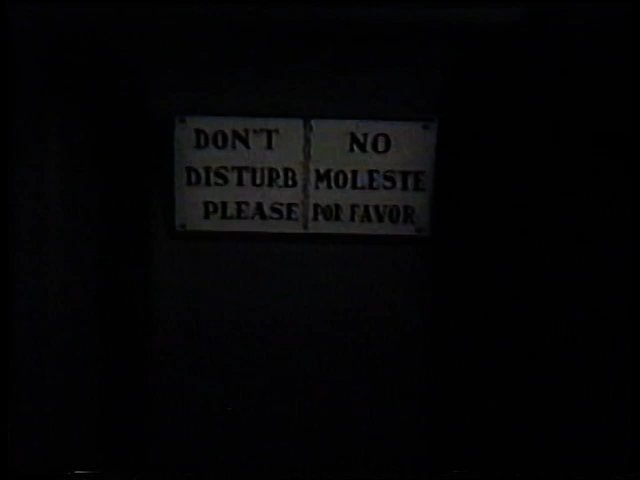 DON'T
DISTURB
PLEASE
NO
MOLESTE
POR FAVOR